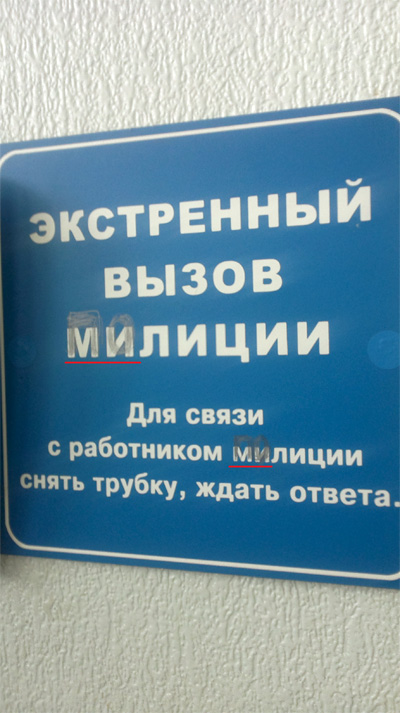 ЭКСТРЕННЫЙ
ВЫЗОВ
МИЛИЦИИ
Для связи
с работником милиции
снять трубку, ждать ответа.